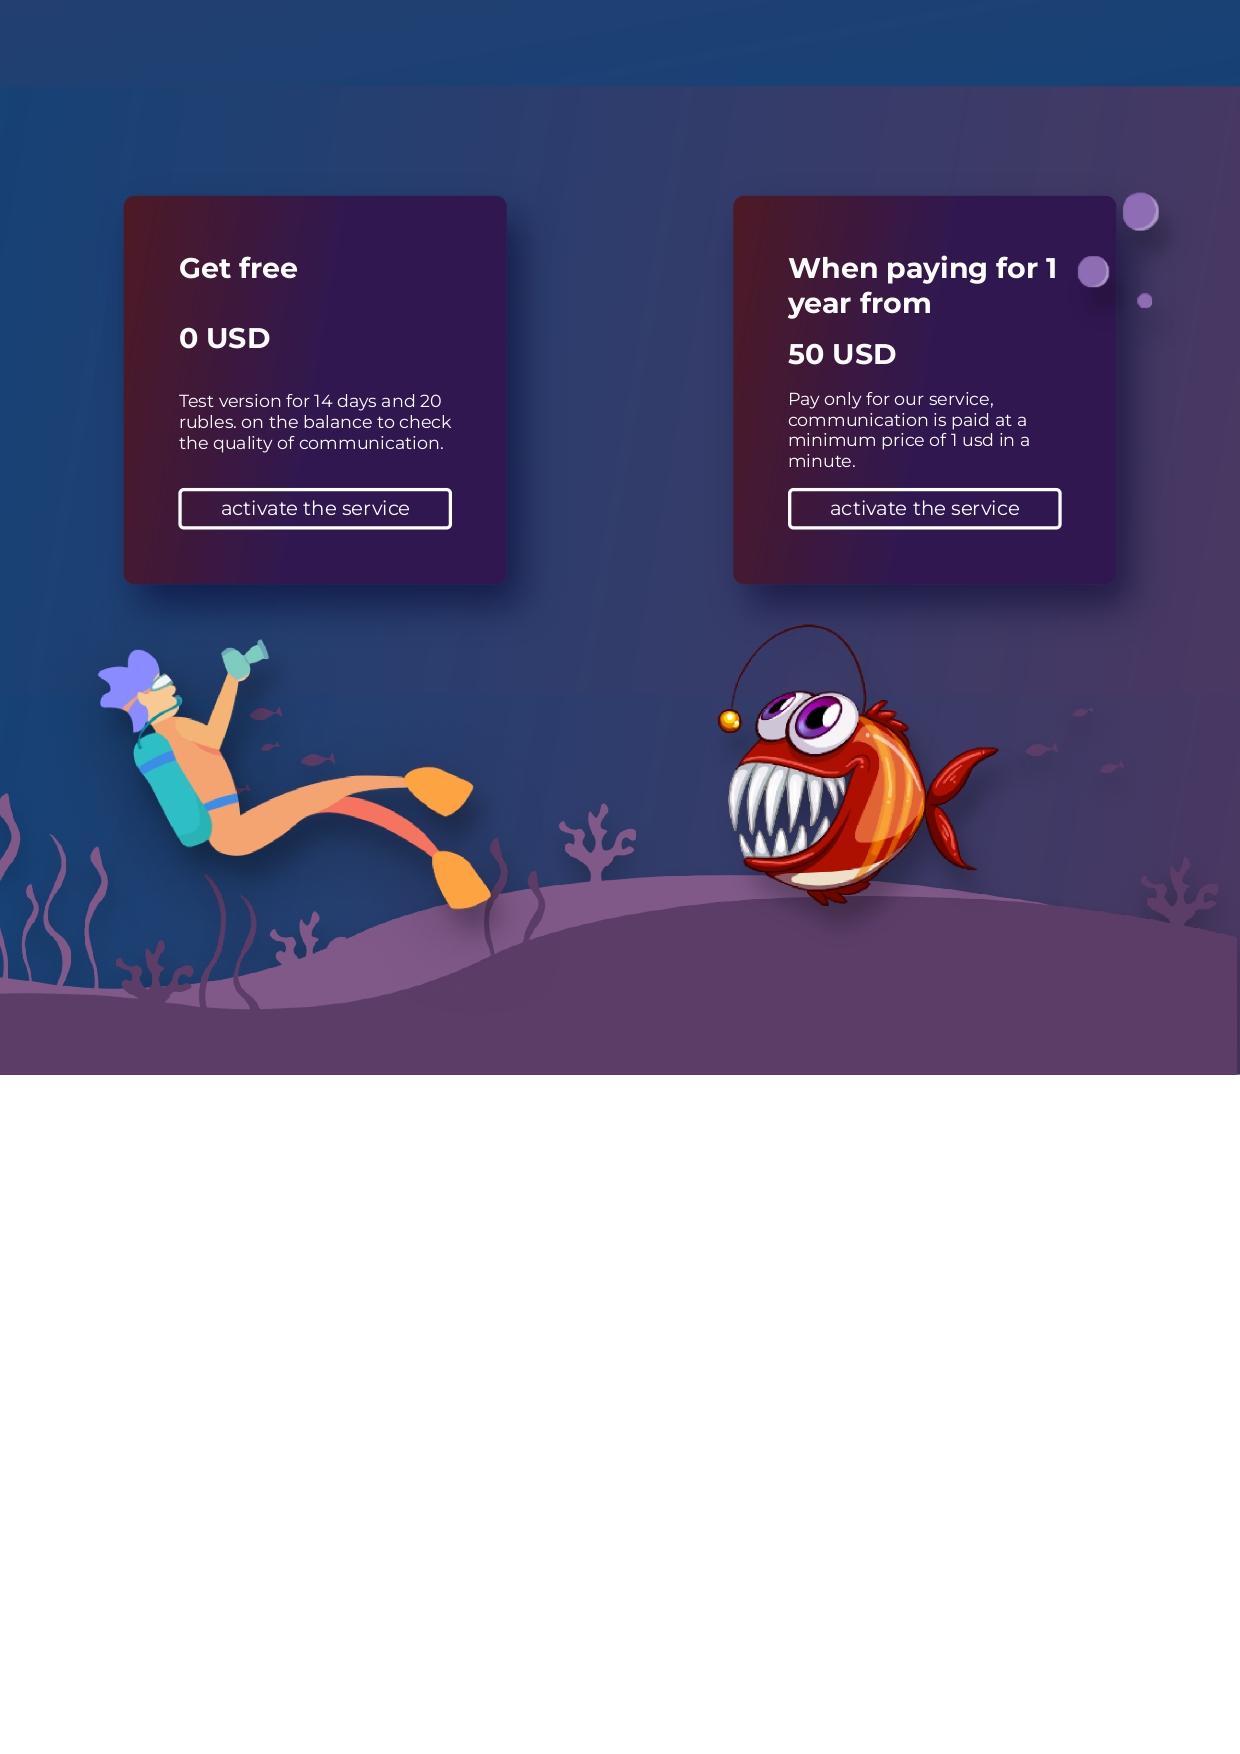 Get free
0 USD
Test version for 14 days and 20
rubles. on the balance to check
the quality of communication.
activate the service
When paying for 1
year from
50 USD
Pay only for our service,
communication is paid at a
minimum price of 1 usd in a
minute.
activate the service